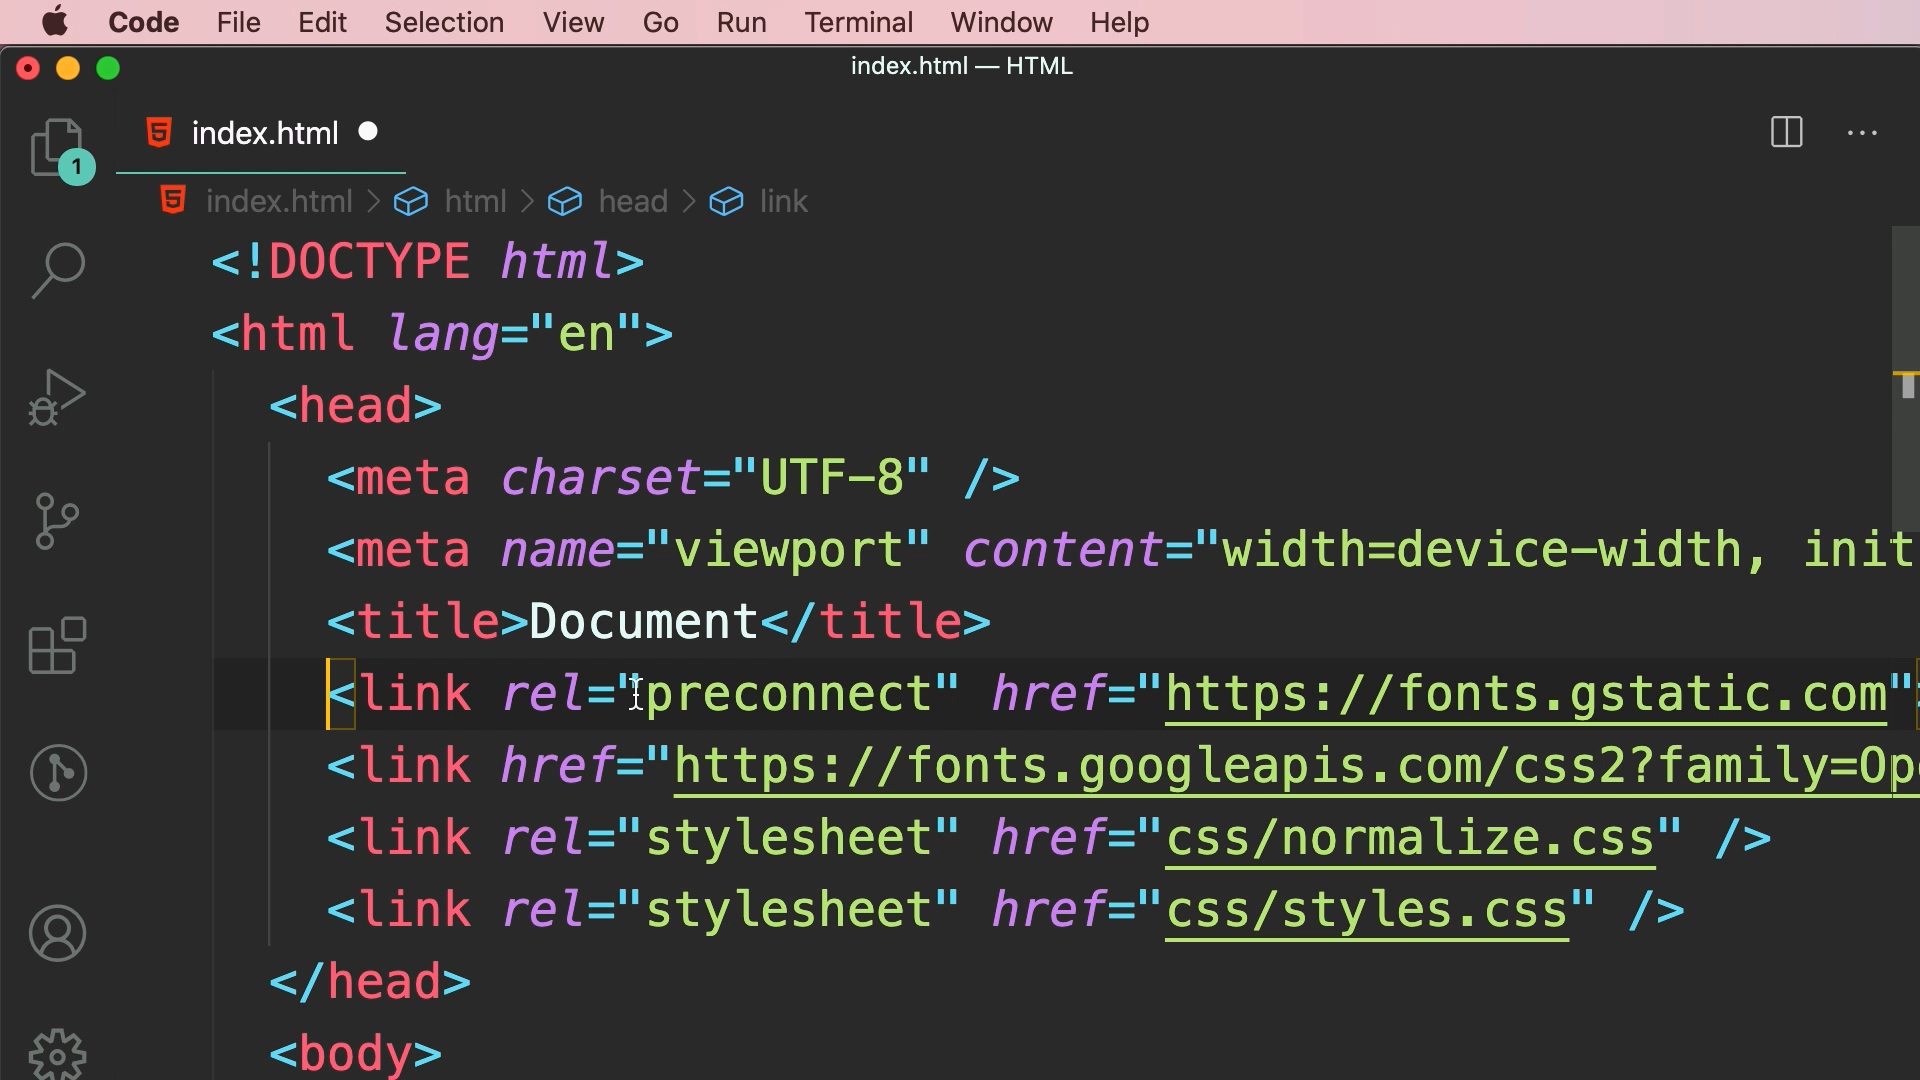 Code File Edit Selection View Go Run Terminal Window Help
index.html — HTML
index.html
1
index.html > html > head > link
<!DOCTYPE html>
<html lang="en">
<head>
<meta charset="UTF-8" />
<meta name="viewport" content="width=device-width, init
<title>Document</title>
<link rel="preconnect" href="https://fonts.gstatic.com"
<link href="https://fonts.googleapis.com/css2?family=Op
<link rel="stylesheet" href="css/normalize.css" />
<link rel="stylesheet" href="css/styles.css" />
</head>
<body>